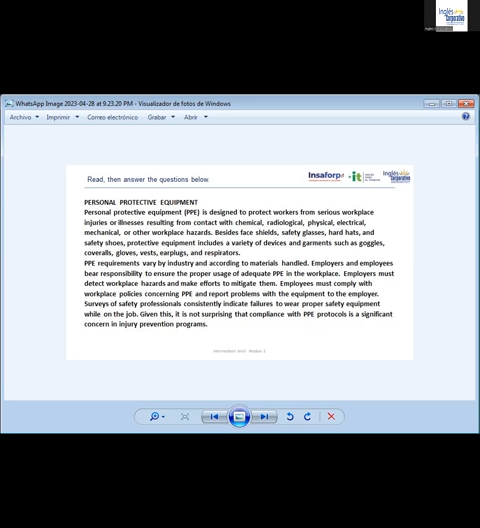 Inglés
Corporativo
WhatsApp Image 2023-04-28 at 9.23.20 PM - Visualizador de fotos de Windows
Archivo Imprimir Correo electrónico Grabar Abrir
Read, then answer the questions below:
Insaforp it Inglés
Corporativo
PERSONAL PROTECTIVE EQUIPMENT
Personal protective equipment (PPE) is designed to protect workers from serious workplace
injuries or illnesses resulting from contact with chemical, radiological, physical, electrical,
mechanical, or other workplace hazards. Besides face shields, safety glasses, hard hats, and
safety shoes, protective equipment includes a variety of devices and garments such as goggles,
coveralls, gloves, vests, earplugs, and respirators.
PPE requirements vary by industry and according to materials handled. Employers and employees
bear responsibility to ensure the proper usage of adequate PPE in the workplace. Employers must
detect workplace hazards and make efforts to mitigate them. Employees must comply with
workplace policies concerning PPE and report problems with the equipment to the employer.
Surveys of safety professionals consistently indicate failures to wear proper safety equipment
while on the job. Given this, it is not surprising that compliance with PPE protocols is a significant
concern in injury prevention programs.
Intermediate level Module 2